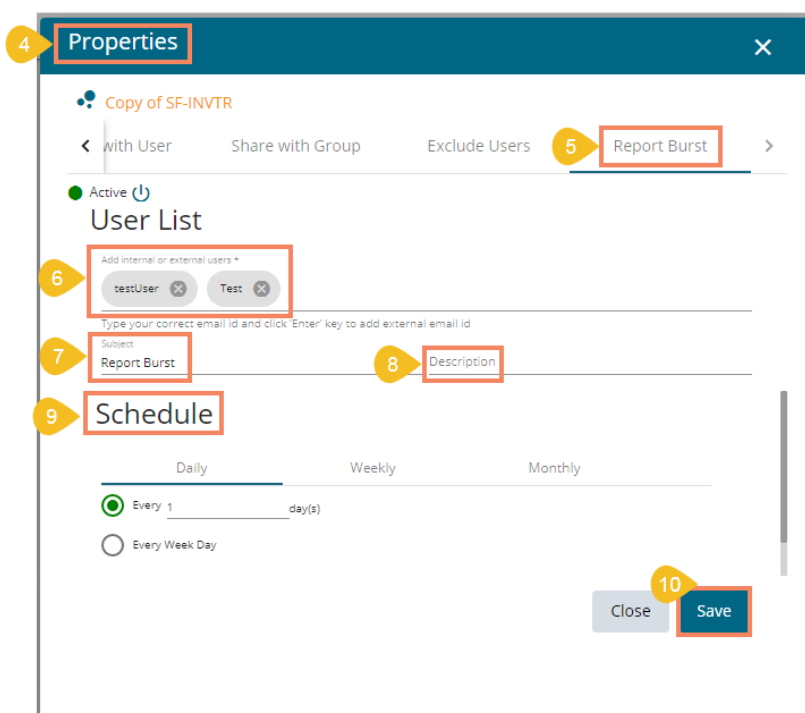 4 Properties
Copy of SF-INVTR
with User Share with Group Exclude Users 5 Report Burst
Active
User List
Add internal or external users *
6 testUser Test
Type your correct email id and click 'Enter' key to add external email id
Subject
7 Report Burst 8 Description
9 Schedule
Daily Weekly Monthly
Every 1 day(s)
Every Week Day
10
Close Save